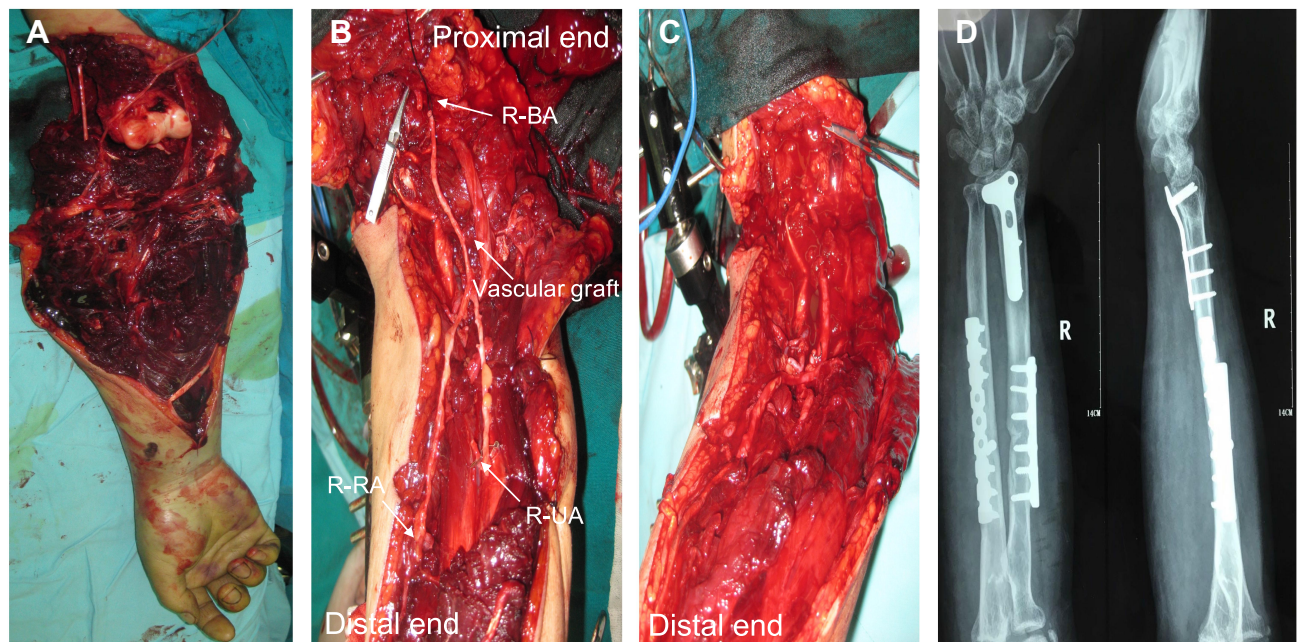 A
B
Proximal end
R-BA
Vascular graft
R-RA
R-UA
Distal end
C
Distal end
D
R
14CM
R
14CM